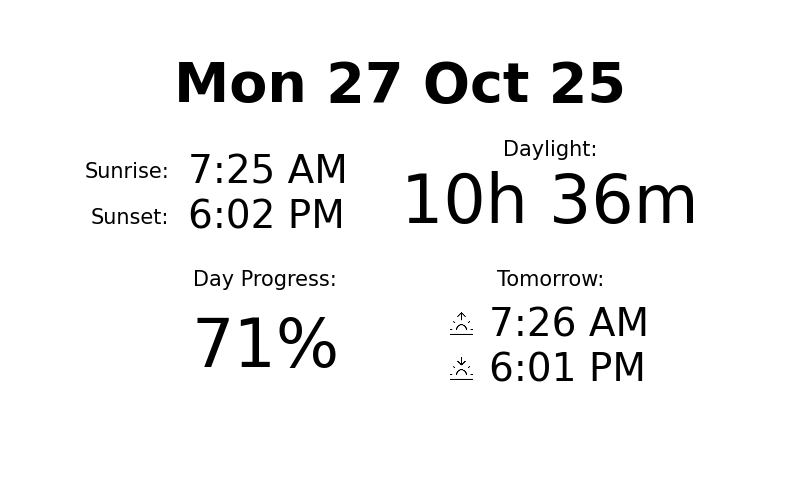 Mon 27 Oct 25
Sunrise: 7:25 AM
Sunset: 6:02 PM
Daylight:
10h 36m
Day Progress:
71%
Tomorrow:
7:26 AM
6:01 PM